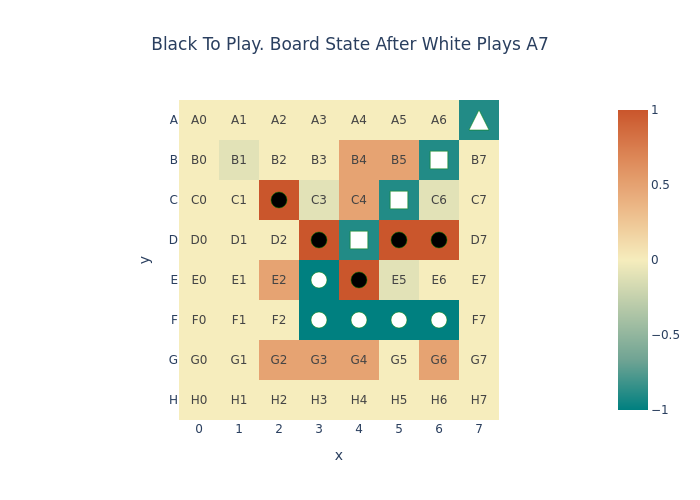 Black To Play. Board State After White Plays A7
A A0 A1 A2 A3 A4 A5 A6
B B0 B1 B2 B3 B4 B5 B7
C C0 C1 C3 C4 C6 C7
D D0 D1 D2 D7
E E0 E1 E2 E5 E6 E7
F F0 F1 F2 F7
G G0 G1 G2 G3 G4 G5 G6 G7
H H0 H1 H2 H3 H4 H5 H6 H7
0 1 2 3 4 5 6 7
x
y
1
0.5
0
−0.5
−1